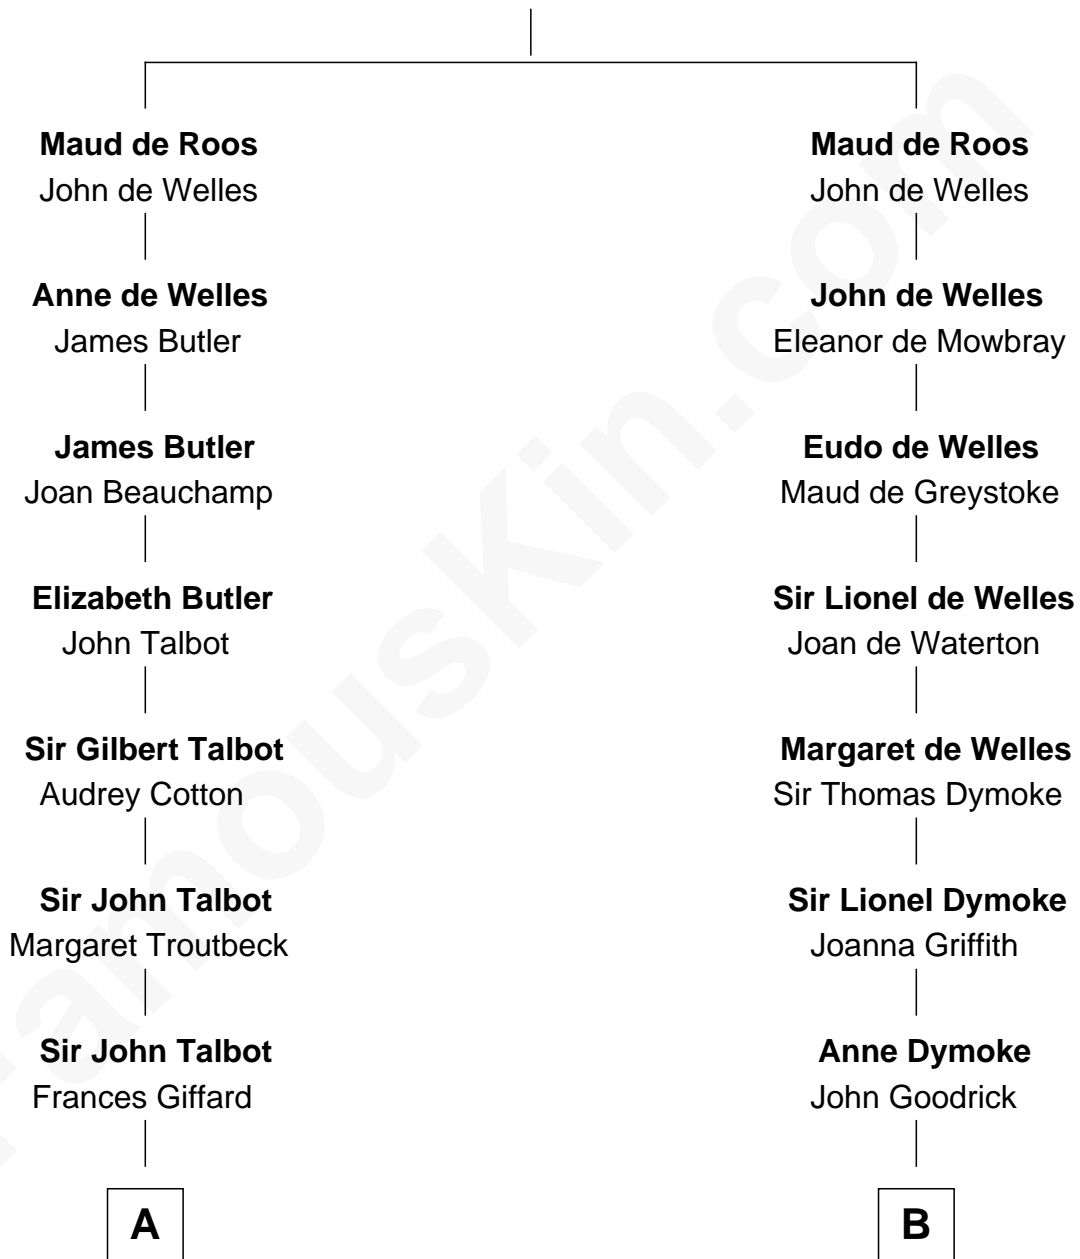 Maud de Roos
John de Welles
Anne de Welles
James Butler
James Butler
Joan Beauchamp
Elizabeth Butler
John Talbot
Sir Gilbert Talbot
Audrey Cotton
Sir John Talbot
Margaret Troutbeck
Sir John Talbot
Frances Giffard
A
Maud de Roos
John de Welles
John de Welles
Eleanor de Mowbray
Eudo de Welles
Maud de Greystoke
Sir Lionel de Welles
Joan de Waterton
Margaret de Welles
Sir Thomas Dymoke
Sir Lionel Dymoke
Joanna Griffith
Anne Dymoke
John Goodrick
B
FamousKin.com